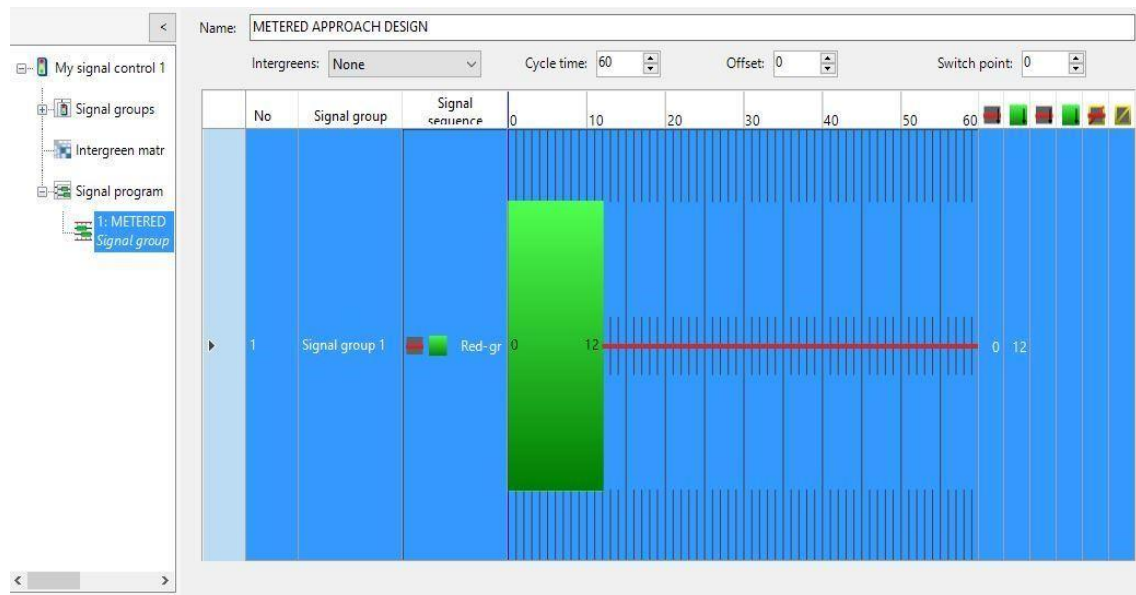 <
Name: METERED APPROACH DESIGN
My signal control 1
Intergreens: None Cycle time: 60 Offset: 0 Switch point: 0
Signal groups
No Signal group Signal sequence 0 10 20 30 40 50 60
Intergreen matr
Signal program
1: METERED
Signal group
1 Signal group 1 Red-gr 0 12 0 12
< >